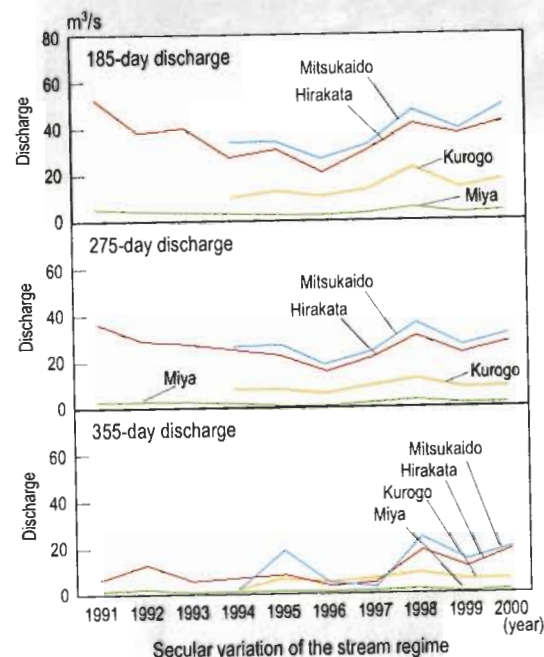 m³/s
80
185-day discharge
Mitsukaido
60
Hirakata
40
Discharge
Kurogo
20
Miya
0
275-day discharge
60
Mitsukaido
Hirakata
40
Discharge
20
Miya
Kurogo
0
355-day discharge
60
Mitsukaido
Hirakata
40
Kurogo
Discharge
Miya
20
0
1991 1992 1993 1994 1995 1996 1997 1998 1999 2000
(year)
Secular variation of the stream regime